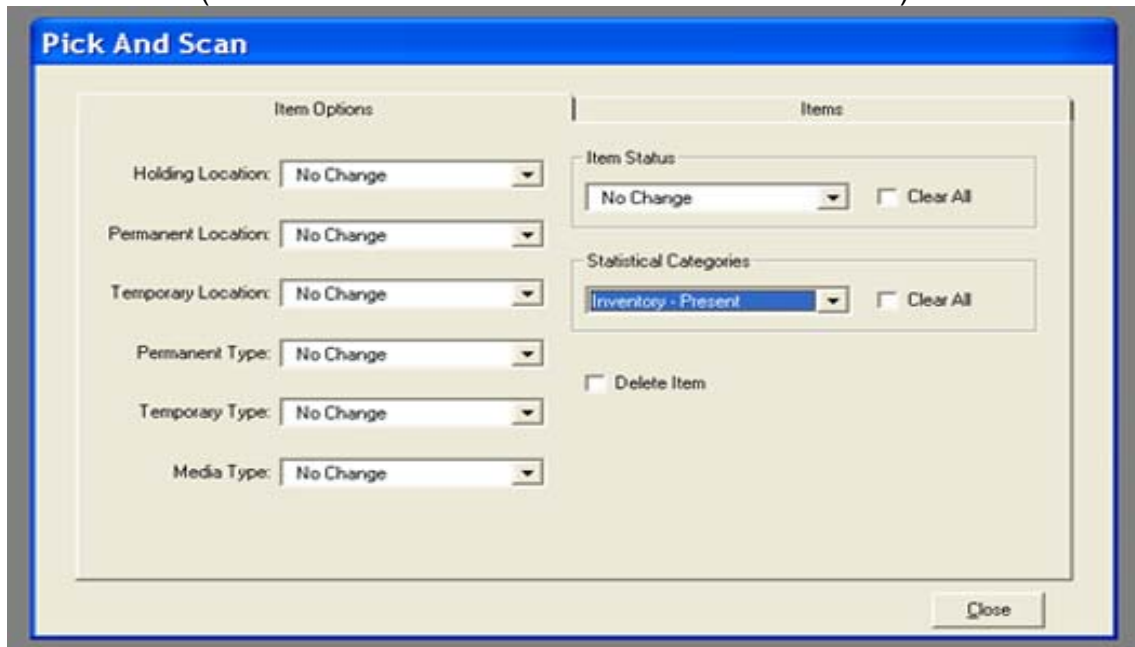 Pick And Scan
Item Options
Items
Holding Location: No Change
Permanent Location: No Change
Temporary Location: No Change
Permanent Type: No Change
Temporary Type: No Change
Media Type: No Change
Item Status
No Change
Clear All
Statistical Categories
Inventory - Present
Clear All
Delete Item
Close